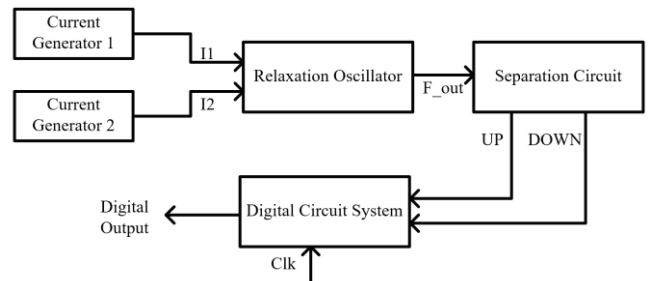 Current
Generator 1
I1
Relaxation Oscillator
F_out
Separation Circuit
Current
Generator 2
I2
UP
DOWN
Digital
Output
Digital Circuit System
Clk